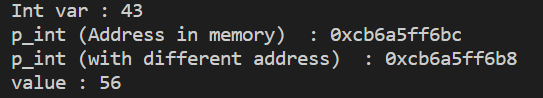 Int var : 43
p_int (Address in memory)  : 0xcb6a5ff6bc
p_int (with different address)  : 0xcb6a5ff6b8
value : 56